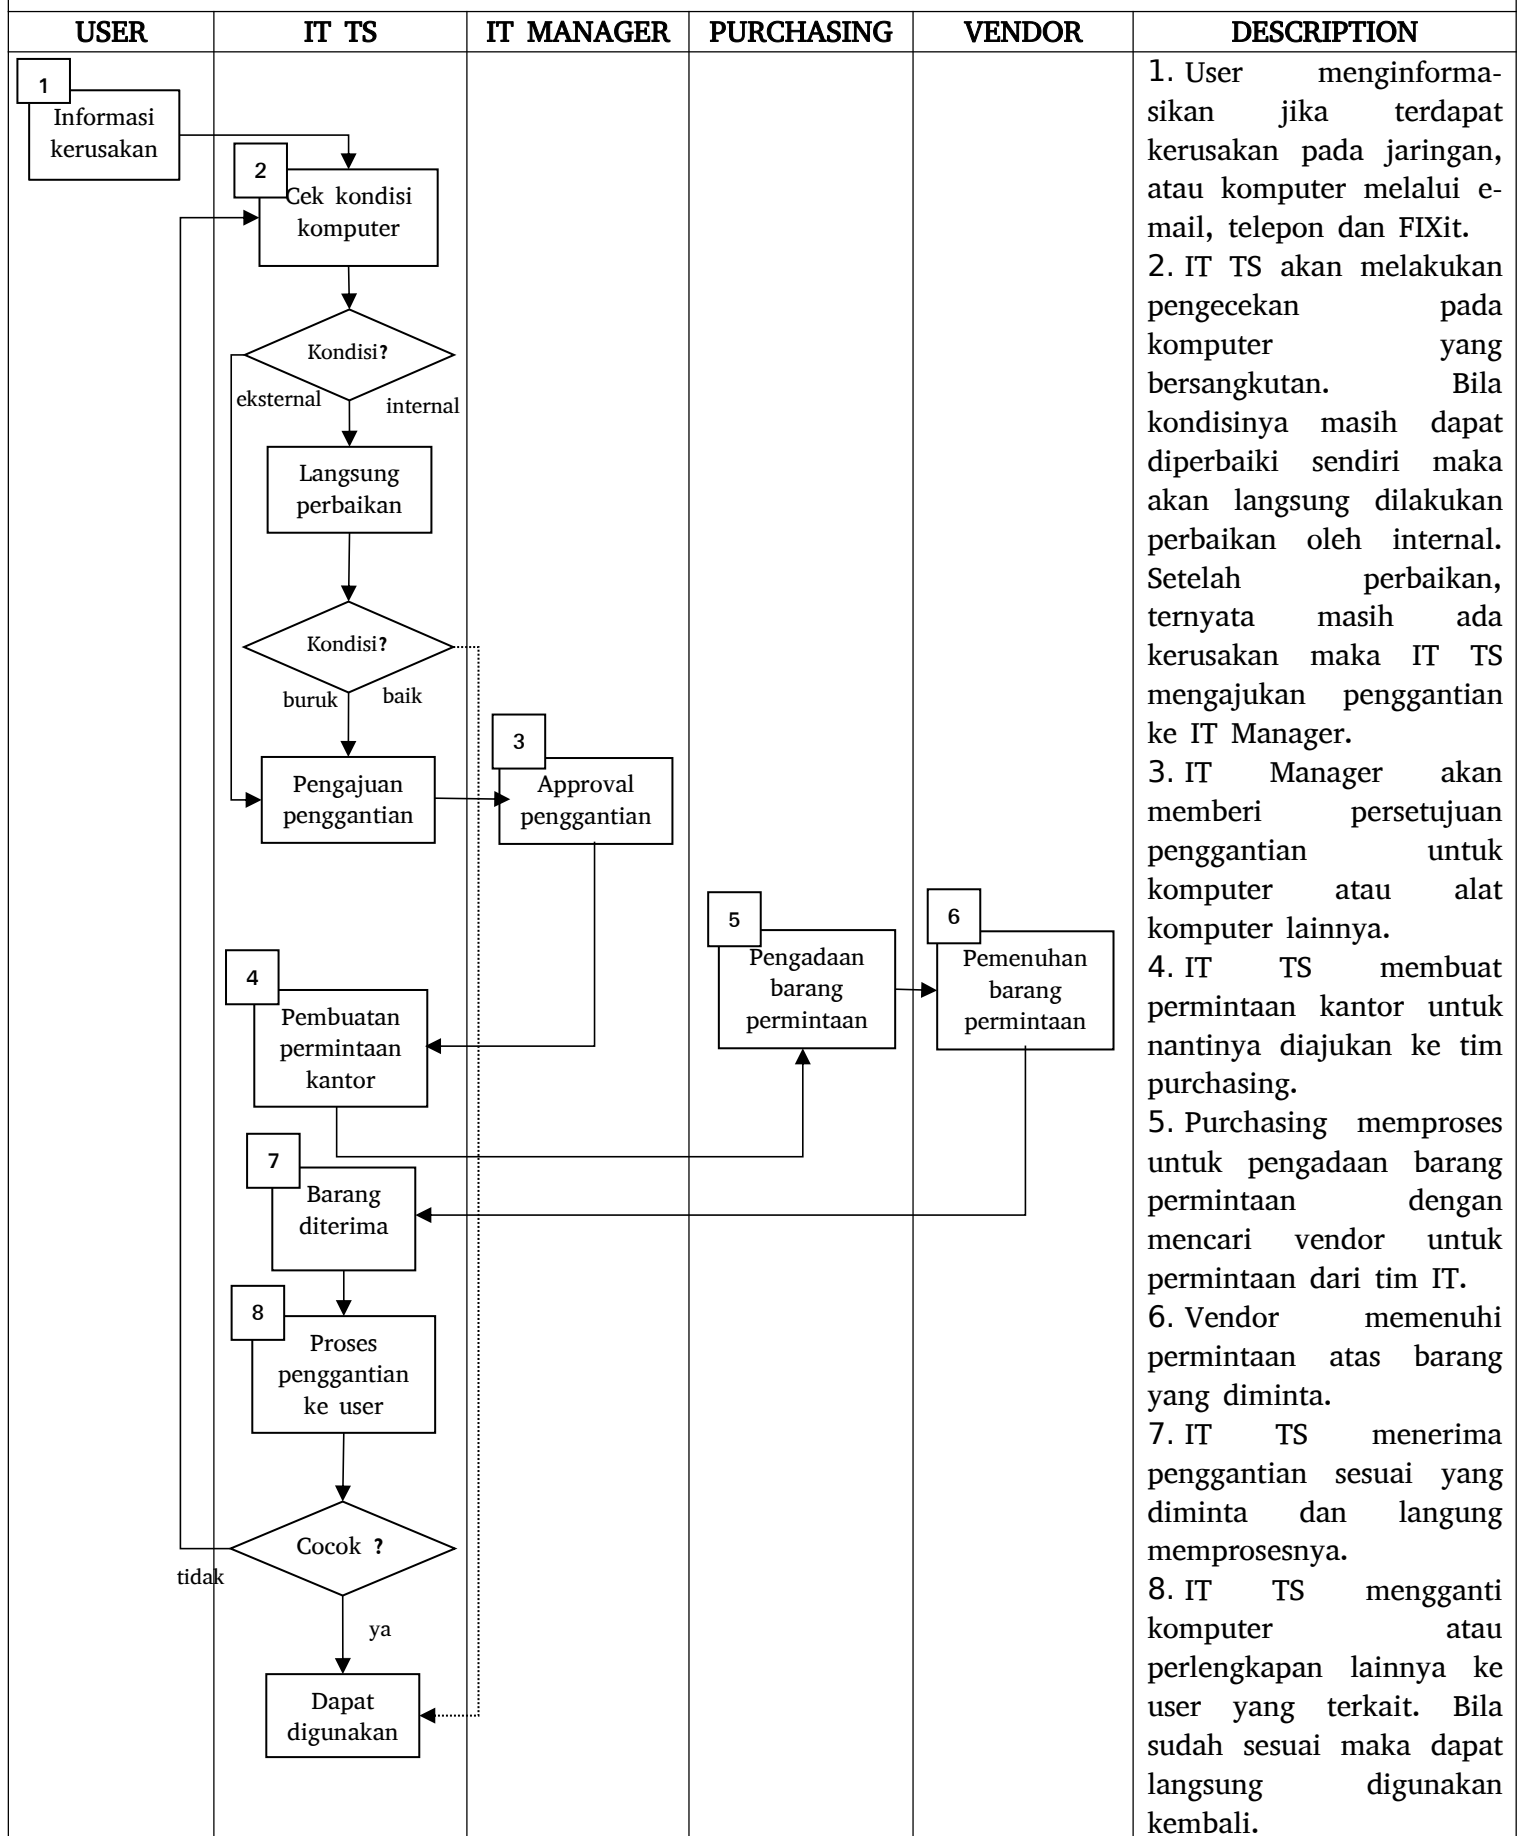 USER IT TS IT MANAGER PURCHASING VENDOR DESCRIPTION
1
Informasi
kerusakan
2
Cek kondisi
komputer
Kondisi?
eksternal
internal
Langsung
perbaikan
Kondisi?
buruk
baik
Pengajuan
penggantian
3
Approval
penggantian
4
Pembuatan
permintaan
kantor
5
Pengadaan
barang
permintaan
6
Pemenuhan
barang
permintaan
7
Barang
diterima
8
Proses
penggantian
ke user
Cocok ?
tidak
ya
Dapat
digunakan
1. User menginforma-
sikan jika terdapat
kerusakan pada jaringan,
atau komputer melalui e-
mail, telepon dan FIXit.
2. IT TS akan melakukan
pengecekan pada
komputer yang
bersangkutan. Bila
kondisinya masih dapat
diperbaiki sendiri maka
akan langsung dilakukan
perbaikan oleh internal.
Setelah perbaikan,
ternyata masih ada
kerusakan maka IT TS
mengajukan penggantian
ke IT Manager.
3. IT Manager akan
memberi persetujuan
penggantian untuk
komputer atau alat
komputer lainnya.
4. IT TS membuat
permintaan kantor untuk
nantinya diajukan ke tim
purchasing.
5. Purchasing memproses
untuk pengadaan barang
permintaan dengan
mencari vendor untuk
permintaan dari tim IT.
6. Vendor memenuhi
permintaan atas barang
yang diminta.
7. IT TS menerima
penggantian sesuai yang
diminta dan langung
memprosesnya.
8. IT TS mengganti
komputer atau
perlengkapan lainnya ke
user yang terkait. Bila
sudah sesuai maka dapat
langsung digunakan
kembali.